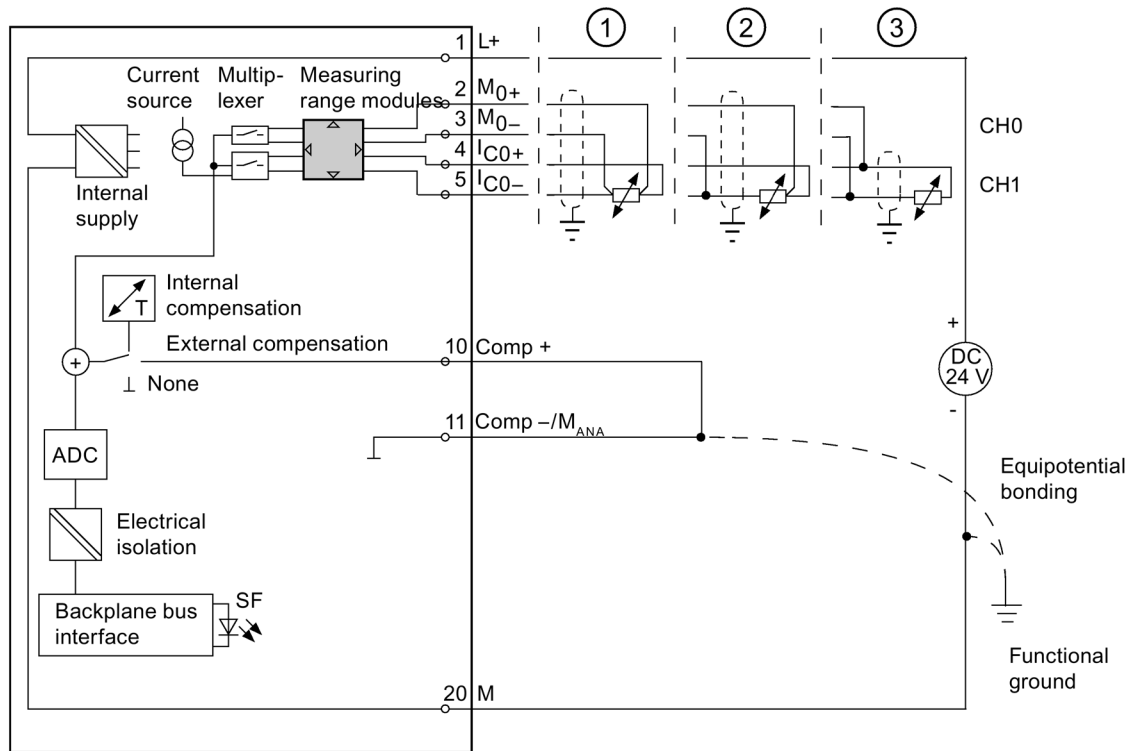 1 L+
① ② ③
Current source
Multip-lexer
Measuring range modules
2 M0+
3 M0–
4 IC0+
5 IC0–
CH0
CH1
Internal supply
Internal compensation
T
+
External compensation
None
10 Comp +
11 Comp –/MANA
+
DC 24 V
-
ADC
Equipotential bonding
Electrical isolation
Backplane bus interface
SF
Functional ground
20 M